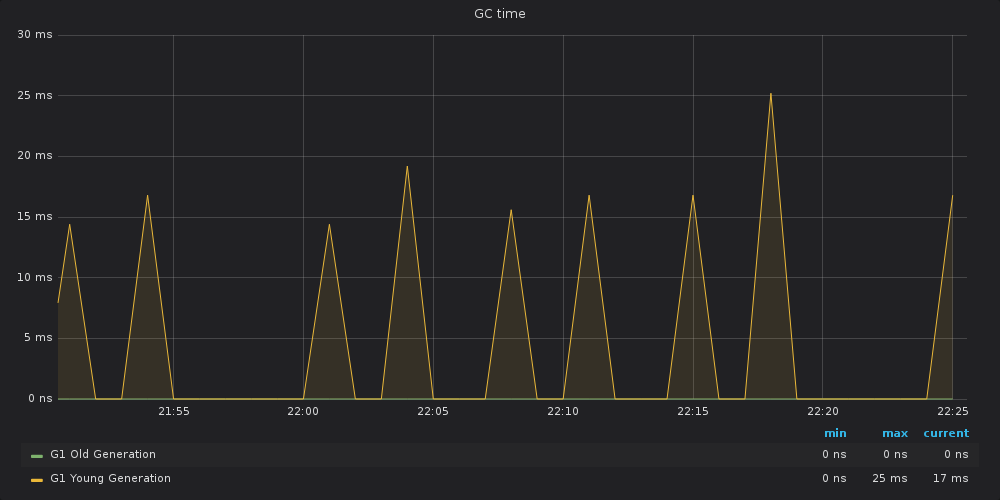 GC time
30 ms
25 ms
20 ms
15 ms
10 ms
5 ms
0 ns
21:55 22:00 22:05 22:10 22:15 22:20 22:25
min max current
G1 Old Generation 0 ns 0 ns 0 ns
G1 Young Generation 0 ns 25 ms 17 ms